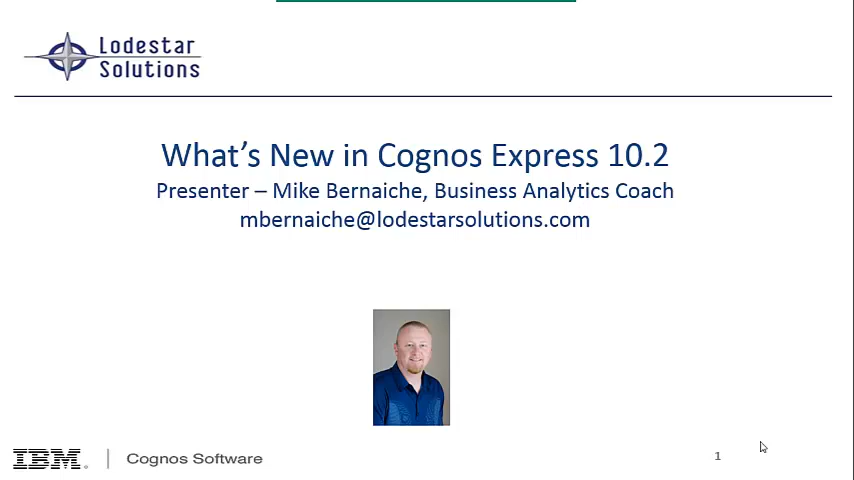 Lodestar
Solutions
What's New in Cognos Express 10.2
Presenter – Mike Bernaiche, Business Analytics Coach
mbernaiche@lodestarsolutions.com
IBM® | Cognos Software
1